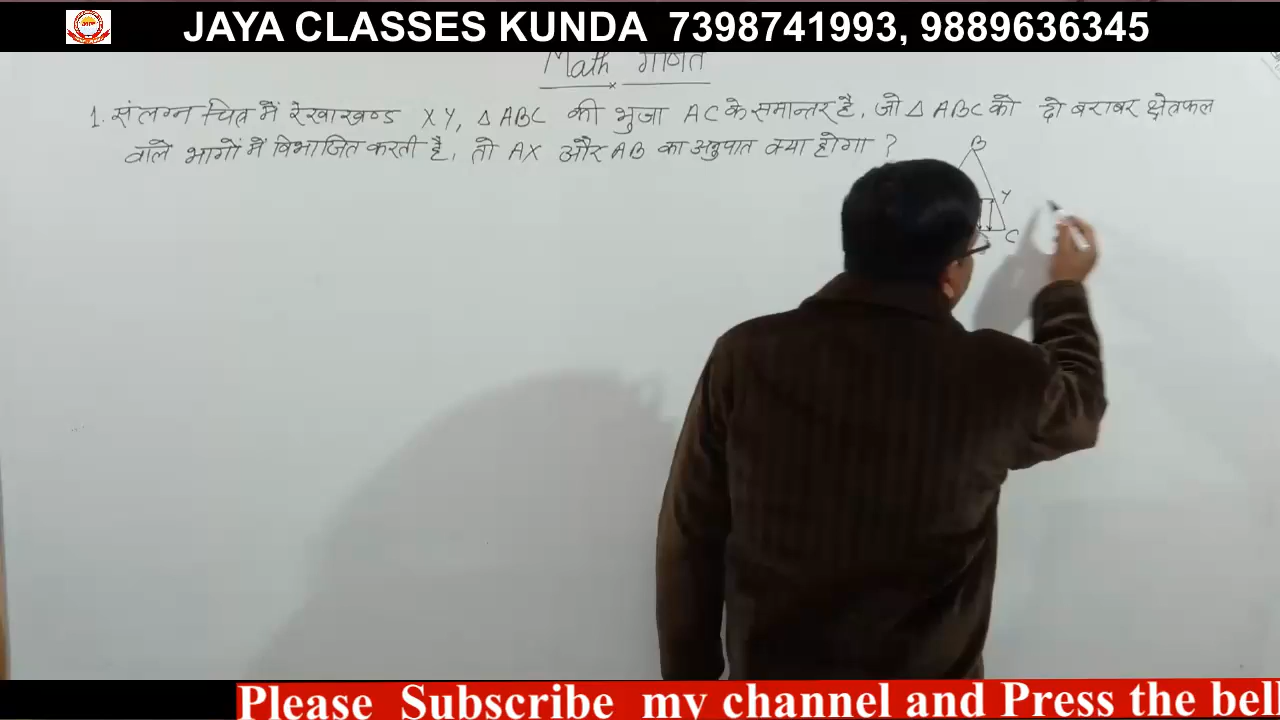 JAYA CLASSES KUNDA 7398741993, 9889636345
Math गणित
1. संलग्न चित्र में रेखाखण्ड XY, △ ABC की भुजा AC के समान्तर है, जो △ ABC को दो बराबर क्षेत्रफल
वाले भागों में विभाजित करती है, तो AX और AB का अनुपात क्या होगा ?
B
Y
C
Please Subscribe my channel and Press the bell